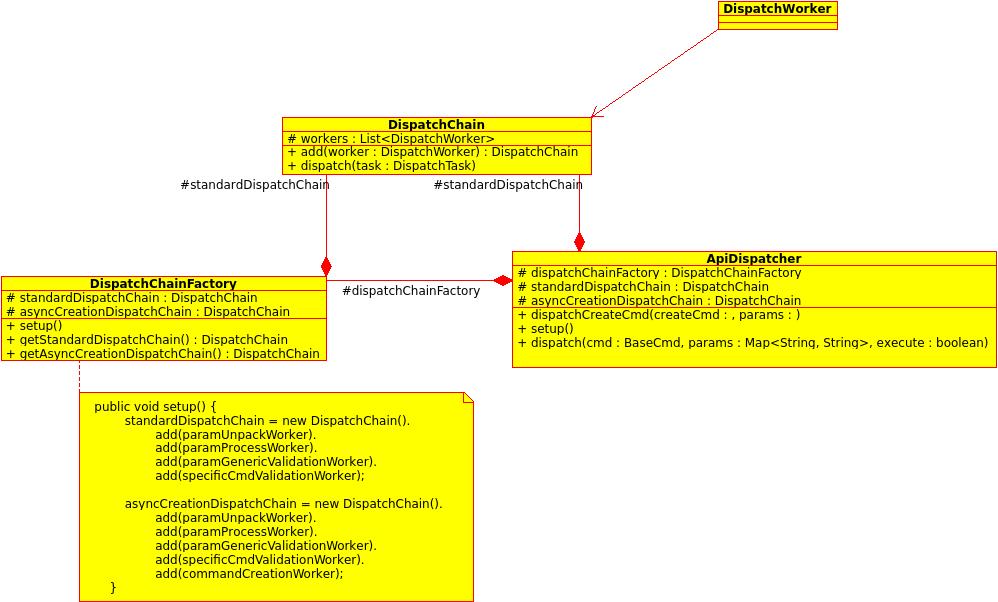 DispatchWorker
DispatchChain
# workers : List<DispatchWorker>
+ add(worker : DispatchWorker) : DispatchChain
+ dispatch(task : DispatchTask)
#standardDispatchChain
#standardDispatchChain
ApiDispatcher
# dispatchChainFactory : DispatchChainFactory
# standardDispatchChain : DispatchChain
# asyncCreationDispatchChain : DispatchChain
+ dispatchCreateCmd(createCmd : , params : )
+ setup()
+ dispatch(cmd : BaseCmd, params : Map<String, String>, execute : boolean)
#dispatchChainFactory
DispatchChainFactory
# standardDispatchChain : DispatchChain
# asyncCreationDispatchChain : DispatchChain
+ setup()
+ getStandardDispatchChain() : DispatchChain
+ getAsyncCreationDispatchChain() : DispatchChain
public void setup() {
standardDispatchChain = new DispatchChain().
add(paramUnpackWorker).
add(paramProcessWorker).
add(paramGenericValidationWorker).
add(specificCmdValidationWorker);
asyncCreationDispatchChain = new DispatchChain().
add(paramUnpackWorker).
add(paramProcessWorker).
add(paramGenericValidationWorker).
add(specificCmdValidationWorker).
add(commandCreationWorker);
}